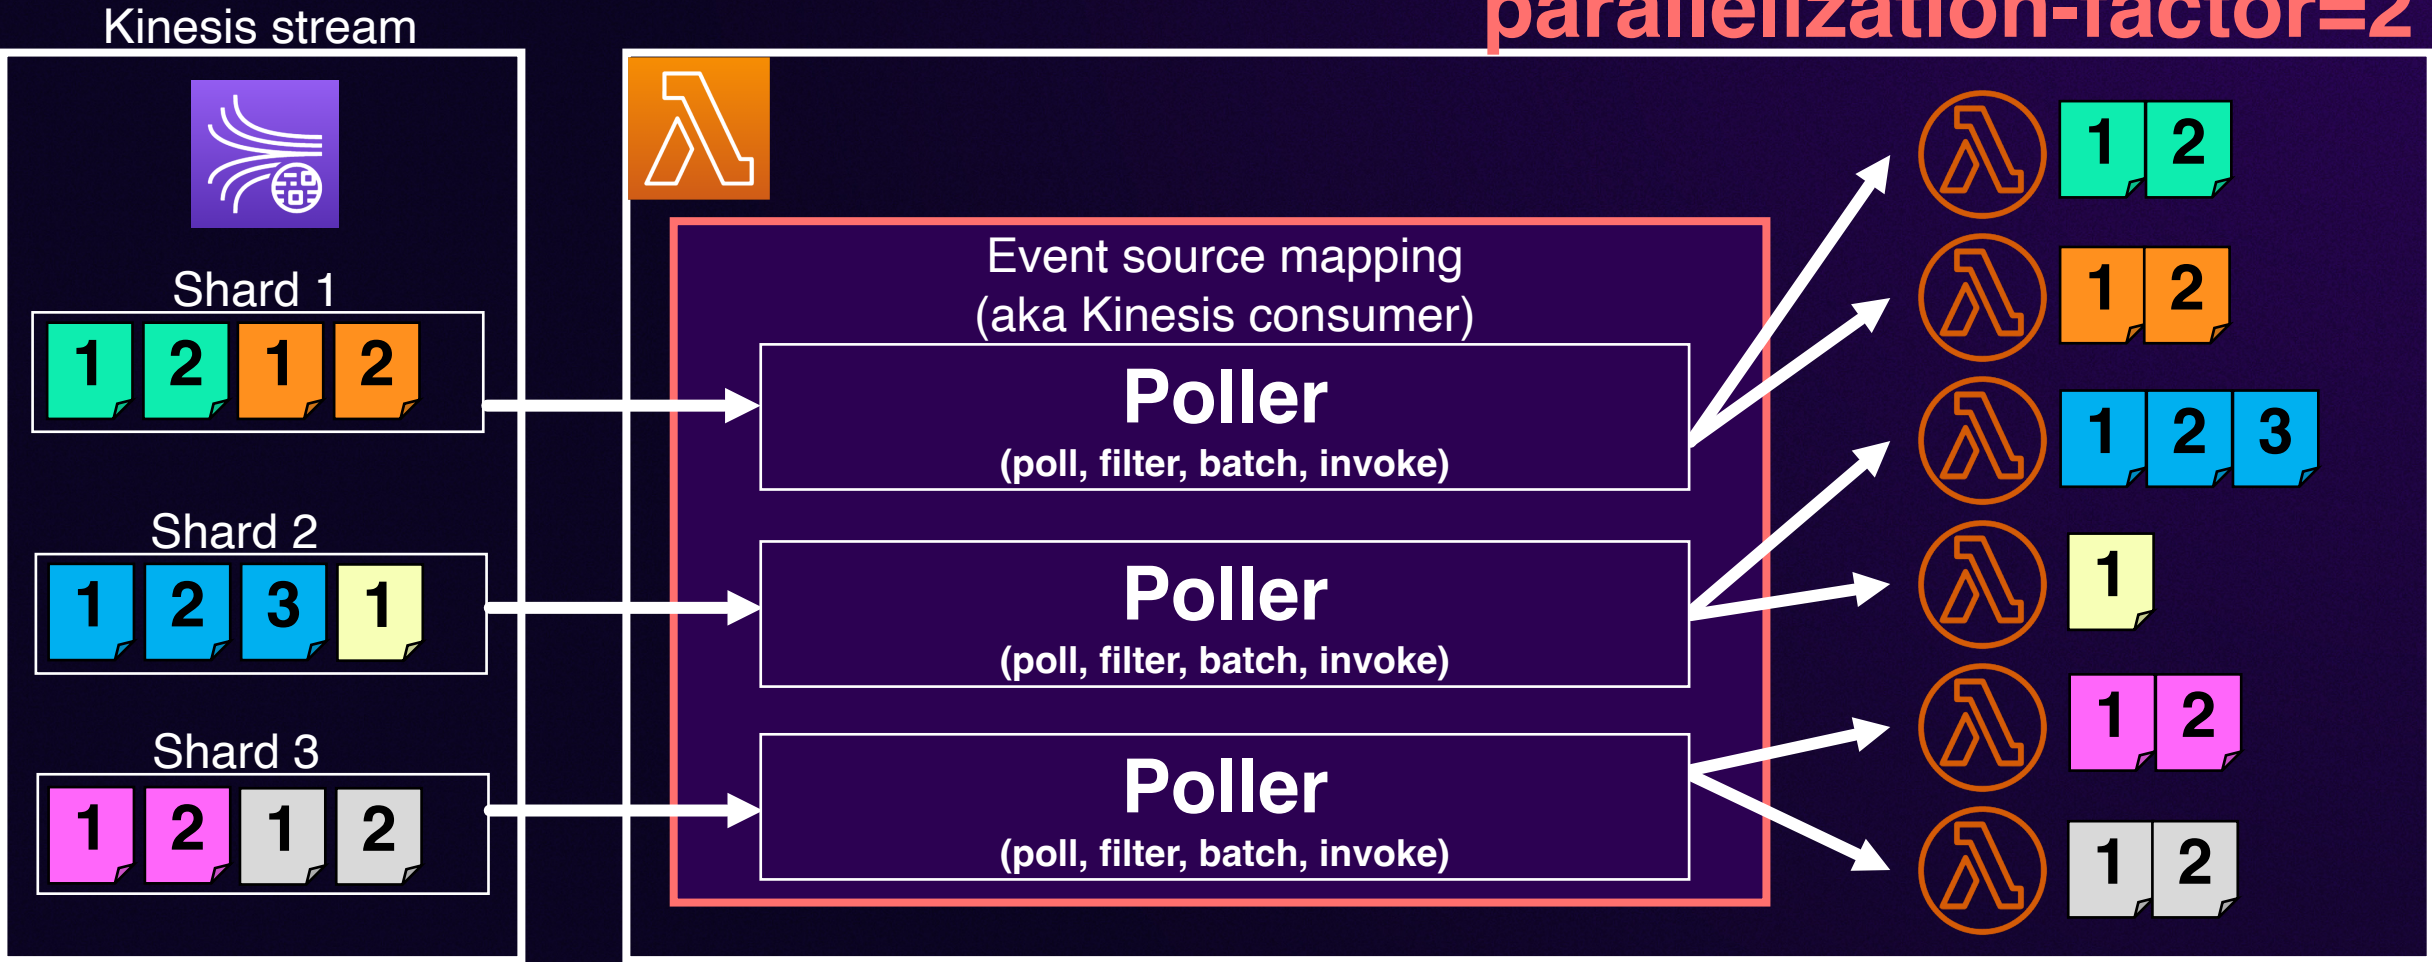 Kinesis stream
parallelization-factor=2
Shard 1
1 2 1 2
Shard 2
1 2 3 1
Shard 3
1 2 1 2
Event source mapping
(aka Kinesis consumer)
Poller
(poll, filter, batch, invoke)
Poller
(poll, filter, batch, invoke)
Poller
(poll, filter, batch, invoke)
1 2
1 2
1 2 3
1
1 2
1 2